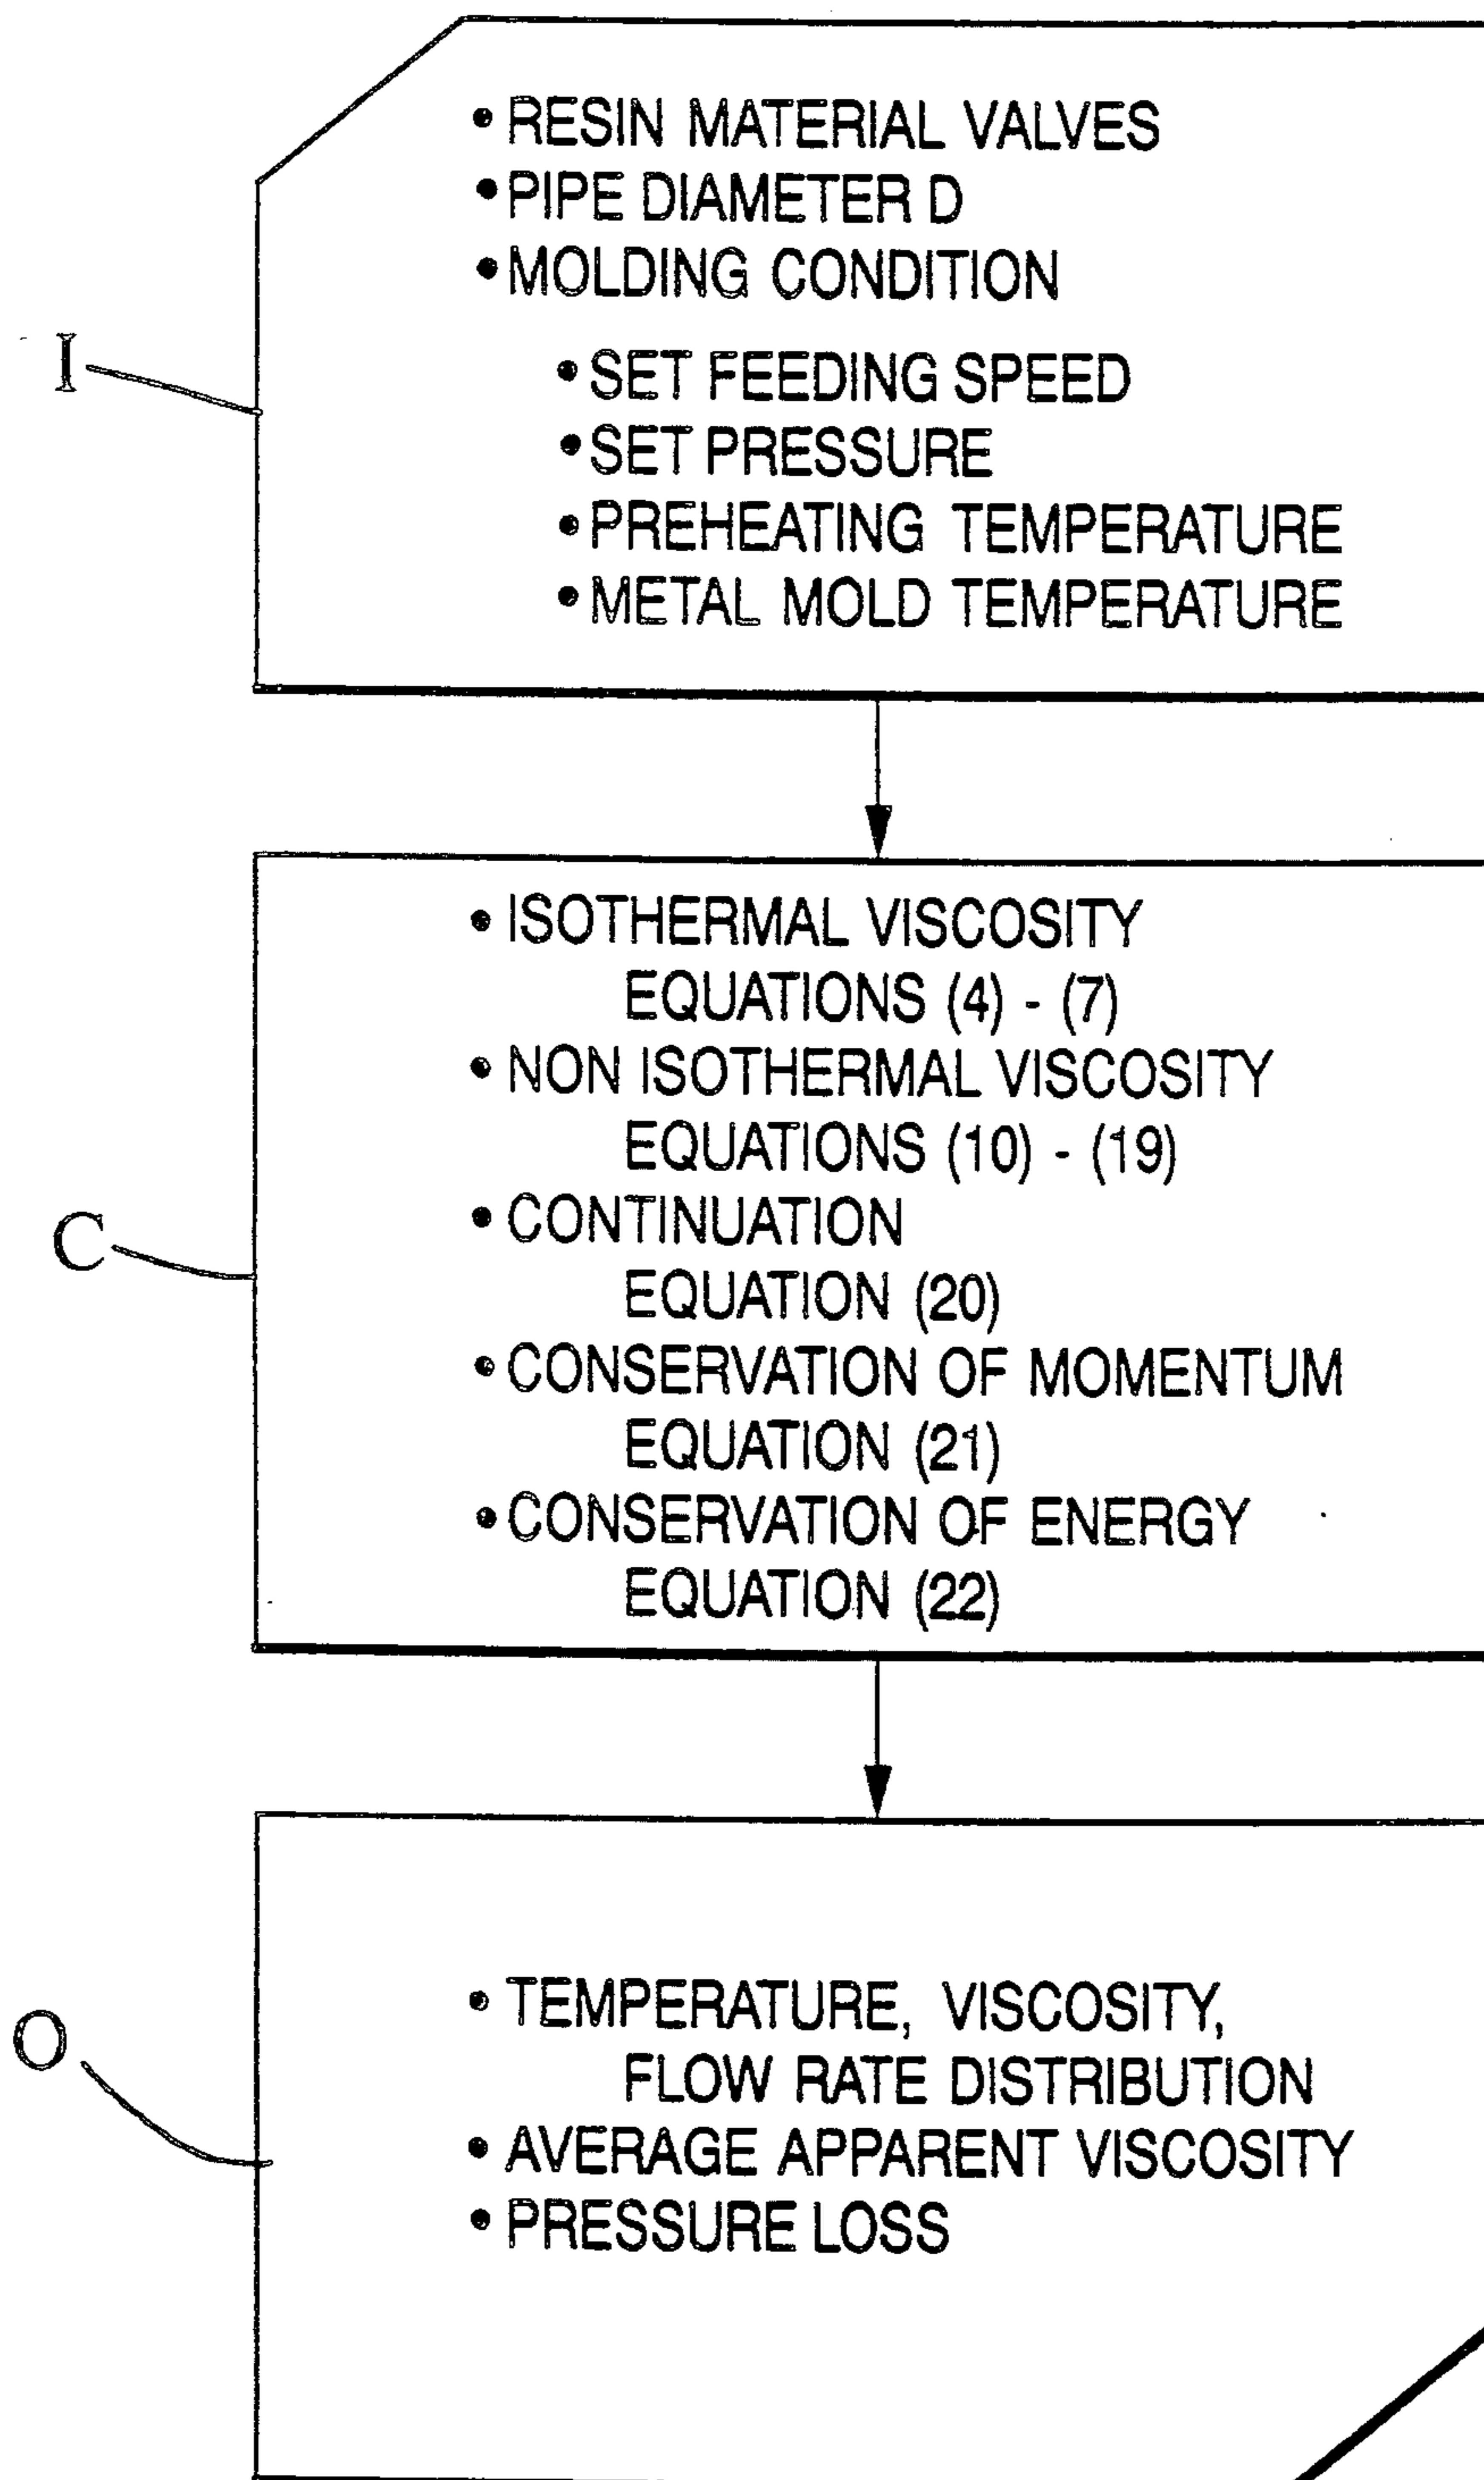 • RESIN MATERIAL VALVES
• PIPE DIAMETER D
• MOLDING CONDITION
• SET FEEDING SPEED
• SET PRESSURE
• PREHEATING TEMPERATURE
• METAL MOLD TEMPERATURE
I
• ISOTHERMAL VISCOSITY
EQUATIONS (4) - (7)
• NON ISOTHERMAL VISCOSITY
EQUATIONS (10) - (19)
• CONTINUATION
EQUATION (20)
• CONSERVATION OF MOMENTUM
EQUATION (21)
• CONSERVATION OF ENERGY
EQUATION (22)
C
• TEMPERATURE, VISCOSITY,
FLOW RATE DISTRIBUTION
• AVERAGE APPARENT VISCOSITY
• PRESSURE LOSS
O